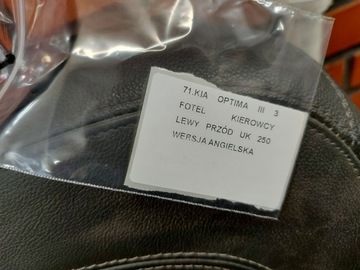 71.KIA OPTIMA III 3
FOTEL KIEROWCY
LEWY PRZÓD UK 250
WERSJA ANGIELSKA